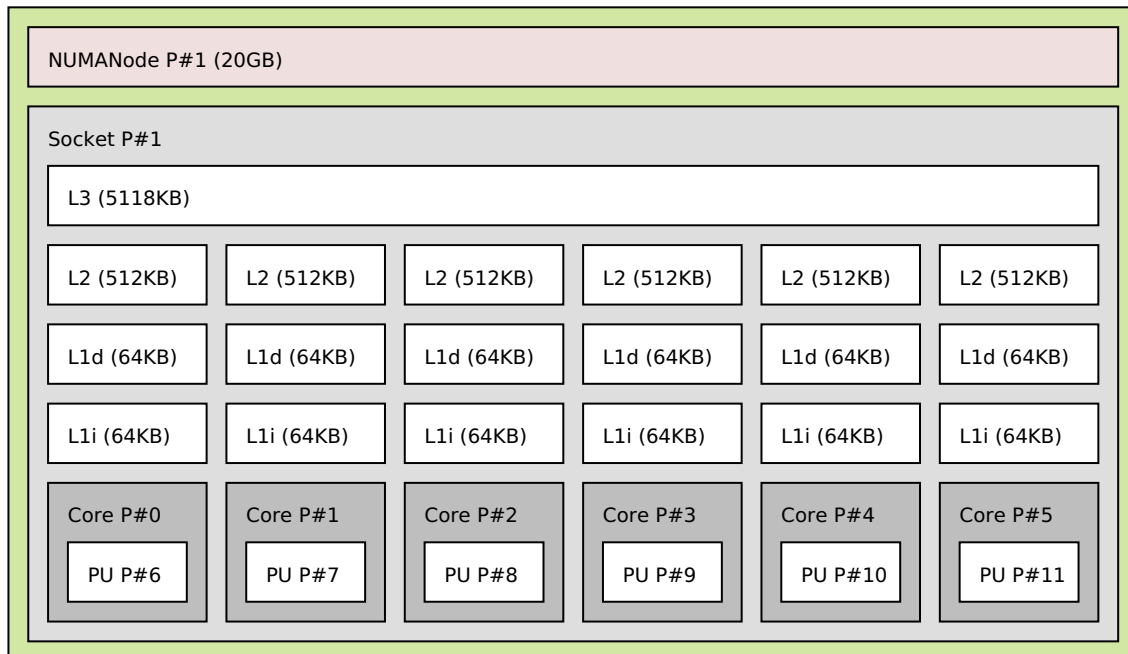 NUMANode P#1 (20GB)
Socket P#1
L3 (5118KB)
L2 (512KB) L2 (512KB) L2 (512KB) L2 (512KB) L2 (512KB) L2 (512KB)
L1d (64KB) L1d (64KB) L1d (64KB) L1d (64KB) L1d (64KB) L1d (64KB)
L1i (64KB) L1i (64KB) L1i (64KB) L1i (64KB) L1i (64KB) L1i (64KB)
Core P#0 Core P#1 Core P#2 Core P#3 Core P#4 Core P#5
PU P#6 PU P#7 PU P#8 PU P#9 PU P#10 PU P#11